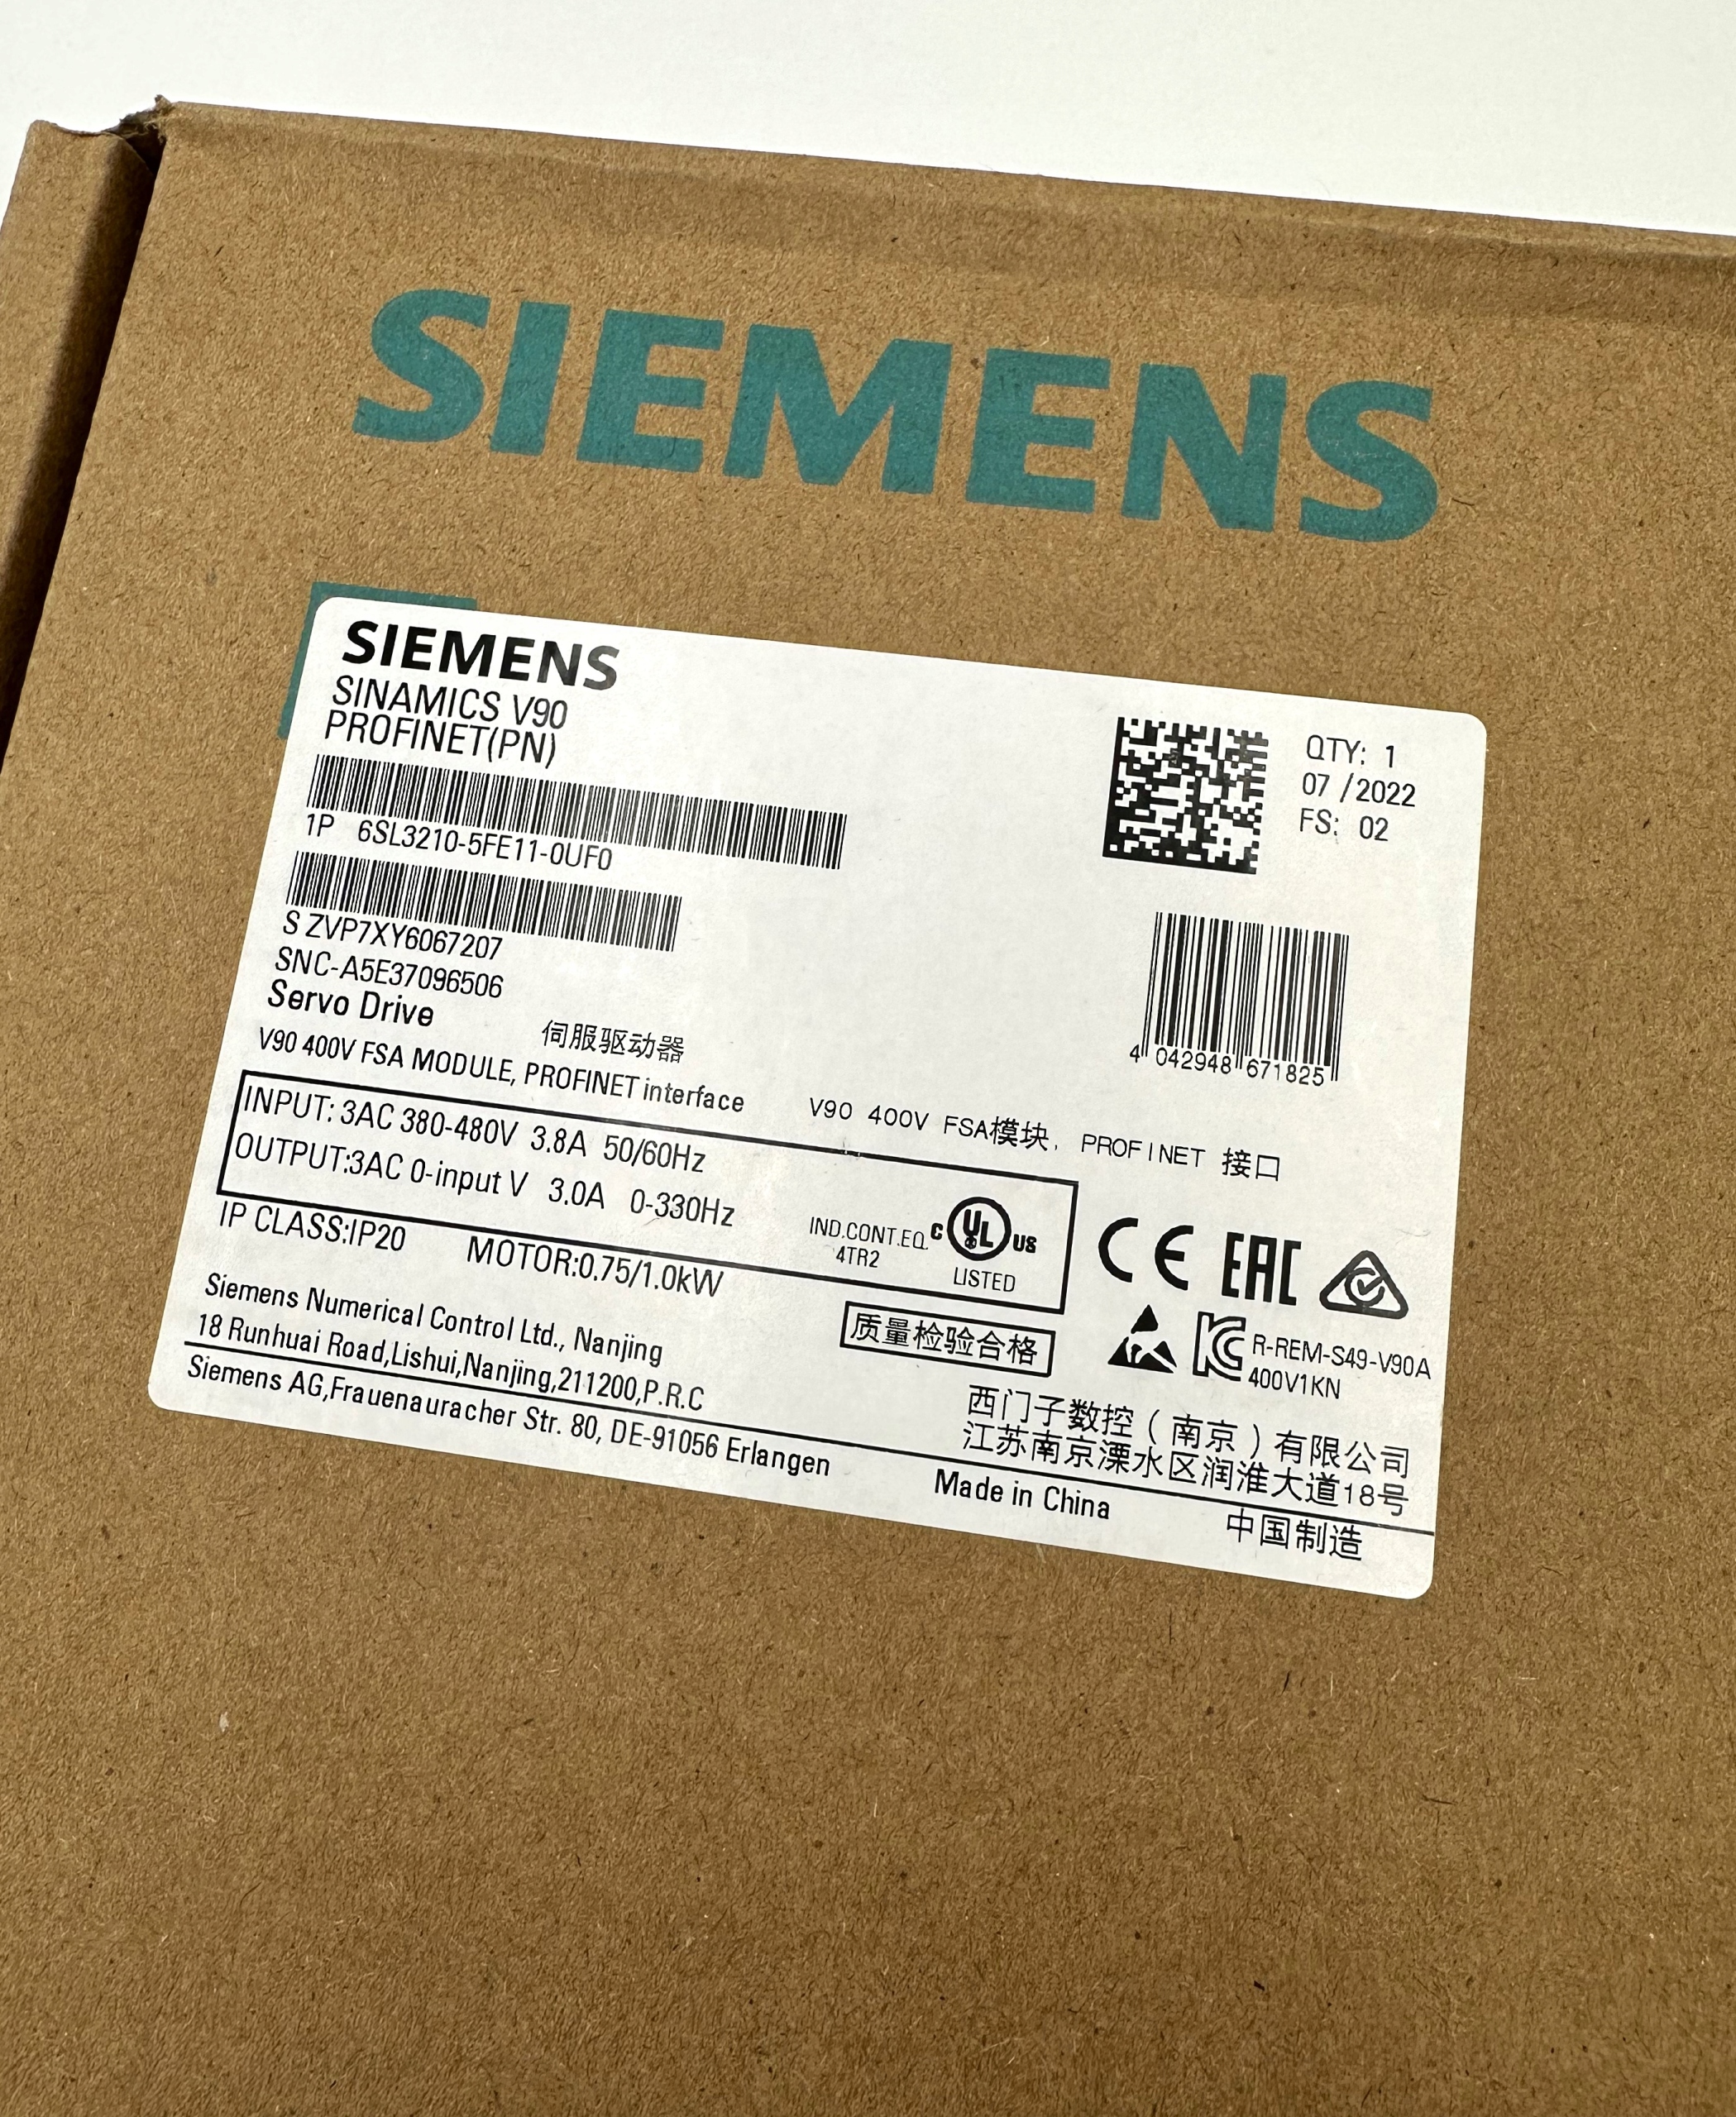 SIEMENS
SIEMENS
SINAMICS V90
PROFINET(PN)
QTY: 1
07 /2022
FS: 02
1P 6SL3210-5FE11-0UF0
S ZVP7XY6067207
SNC-A5E37096506
Servo Drive 伺服驱动器
4 042948 671825
V90 400V FSA MODULE, PROFINET interface V90 400V FSA模块, PROFINET 接口
INPUT: 3AC 380-480V 3.8A 50/60Hz
OUTPUT:3AC 0-input V 3.0A 0-330Hz
IND.CONT.EQ.
4TR2
C UL US
LISTED
CE EAC
IP CLASS:IP20 MOTOR:0.75/1.0kW
质量检验合格
KC R-REM-S49-V90A
400V1KN
Siemens Numerical Control Ltd., Nanjing
18 Runhuai Road,Lishui,Nanjing,211200,P.R.C
西门子数控(南京)有限公司
江苏南京溧水区润淮大道18号
Siemens AG,Frauenauracher Str. 80, DE-91056 Erlangen
Made in China 中国制造